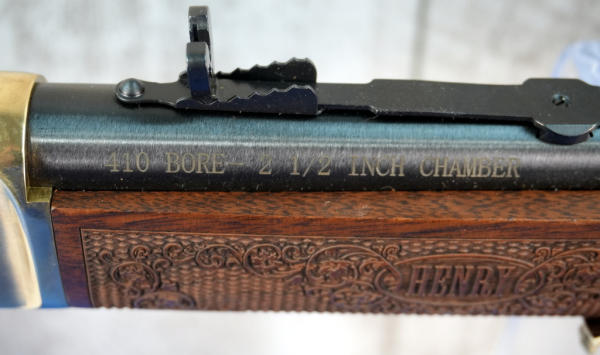 410 BORE- 2 1/2 INCH CHAMBER
HENRY